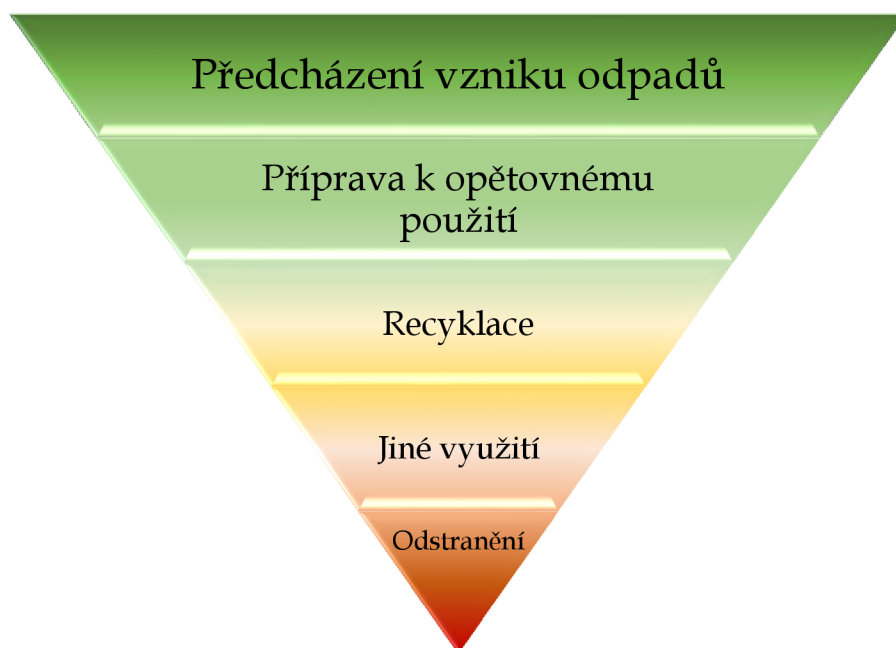 Předcházení vzniku odpadů
Příprava k opětovnému
použití
Recyklace
Jiné využití
Odstranění